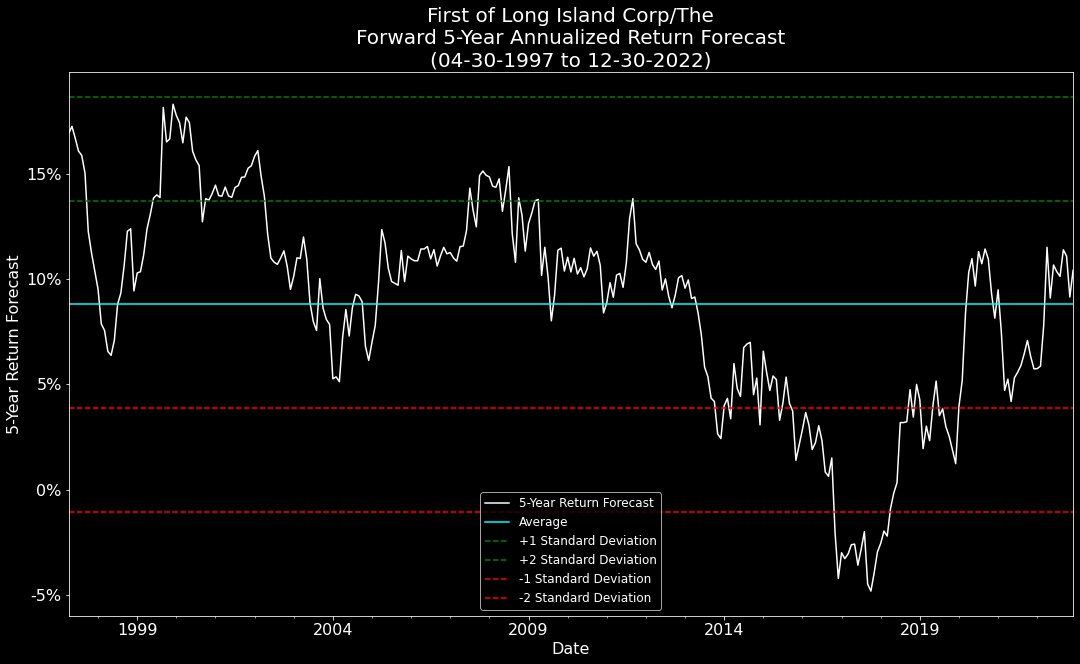 First of Long Island Corp/The
Forward 5-Year Annualized Return Forecast
(04-30-1997 to 12-30-2022)
5-Year Return Forecast
15%
10%
5%
0%
-5%
5-Year Return Forecast
Average
+1 Standard Deviation
+2 Standard Deviation
-1 Standard Deviation
-2 Standard Deviation
1999
2004
2009
2014
2019
Date